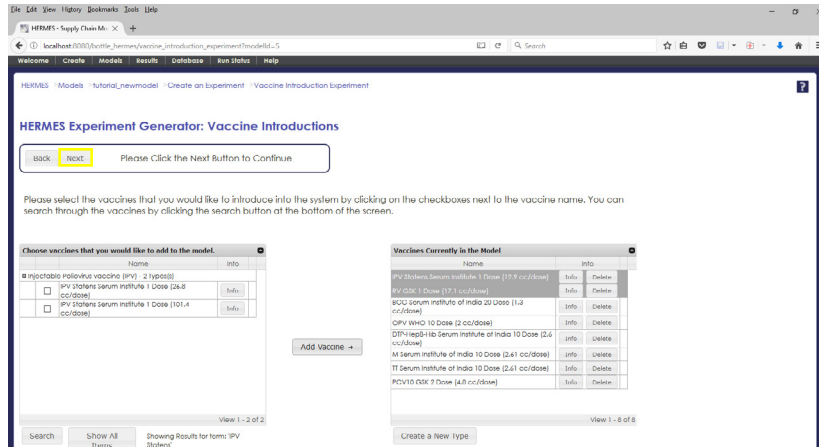 File Edit View History Bookmarks Tools Help
HERMES - Supply Chain Mo
localhost:8080/bottle_hermes/vaccine_introduction_experiment?modelId=5
Search
Welcome Create Models Results Database Run Status Help
HERMES Models tutorial_newmodel Create an Experiment Vaccine Introduction Experiment
HERMES Experiment Generator: Vaccine Introductions
Back Next Please Click the Next Button to Continue
Please select the vaccines that you would like to introduce into the system by clicking on the checkboxes next to the vaccine name. You can
search through the vaccines by clicking the search button at the bottom of the screen.
Choose vaccines that you would like to add to the model.
Name Info
Injectable Poliovirus vaccine (IPV) - 2 Types(s)
IPV Statens Serum Institute 1 Dose (26.8
cc/dose) Info
IPV Statens Serum Institute 1 Dose (101.4
cc/dose) Info
View 1 - 2 of 2
Search Show All
Items
Showing Results for term: 'IPV
Statens'
Add Vaccine →
Vaccines Currently in the Model
Name Info
IPV Statens Serum Institute 1 Dose (12.9 cc/dose) Info Delete
RV GSK 1 Dose (17.1 cc/dose) Info Delete
BCG Serum Institute of India 20 Dose (1.3
cc/dose) Info Delete
OPV WHO 10 Dose (2 cc/dose) Info Delete
DTP-HepB-Hib Serum Institute of India 10 Dose (2.6
cc/dose) Info Delete
M Serum Institute of India 10 Dose (2.61 cc/dose) Info Delete
TT Serum Institute of India 10 Dose (2.61 cc/dose) Info Delete
PCV10 GSK 2 Dose (4.8 cc/dose) Info Delete
View 1 - 8 of 8
Create a New Type